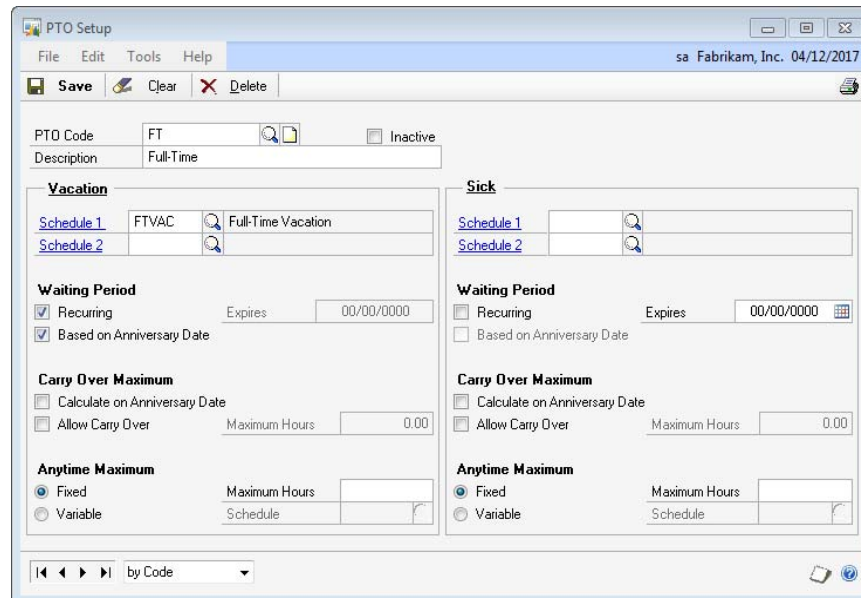 PTO Setup
File Edit Tools Help sa Fabrikam, Inc. 04/12/2017
Save Clear Delete
PTO Code FT Inactive
Description Full-Time
Vacation
Schedule 1 FTVAC Full-Time Vacation
Schedule 2
Waiting Period
Recurring Expires 00/00/0000
Based on Anniversary Date
Carry Over Maximum
Calculate on Anniversary Date
Allow Carry Over Maximum Hours 0.00
Anytime Maximum
Fixed Maximum Hours
Variable Schedule
Sick
Schedule 1
Schedule 2
Waiting Period
Recurring Expires 00/00/0000
Based on Anniversary Date
Carry Over Maximum
Calculate on Anniversary Date
Allow Carry Over Maximum Hours 0.00
Anytime Maximum
Fixed Maximum Hours
Variable Schedule
by Code